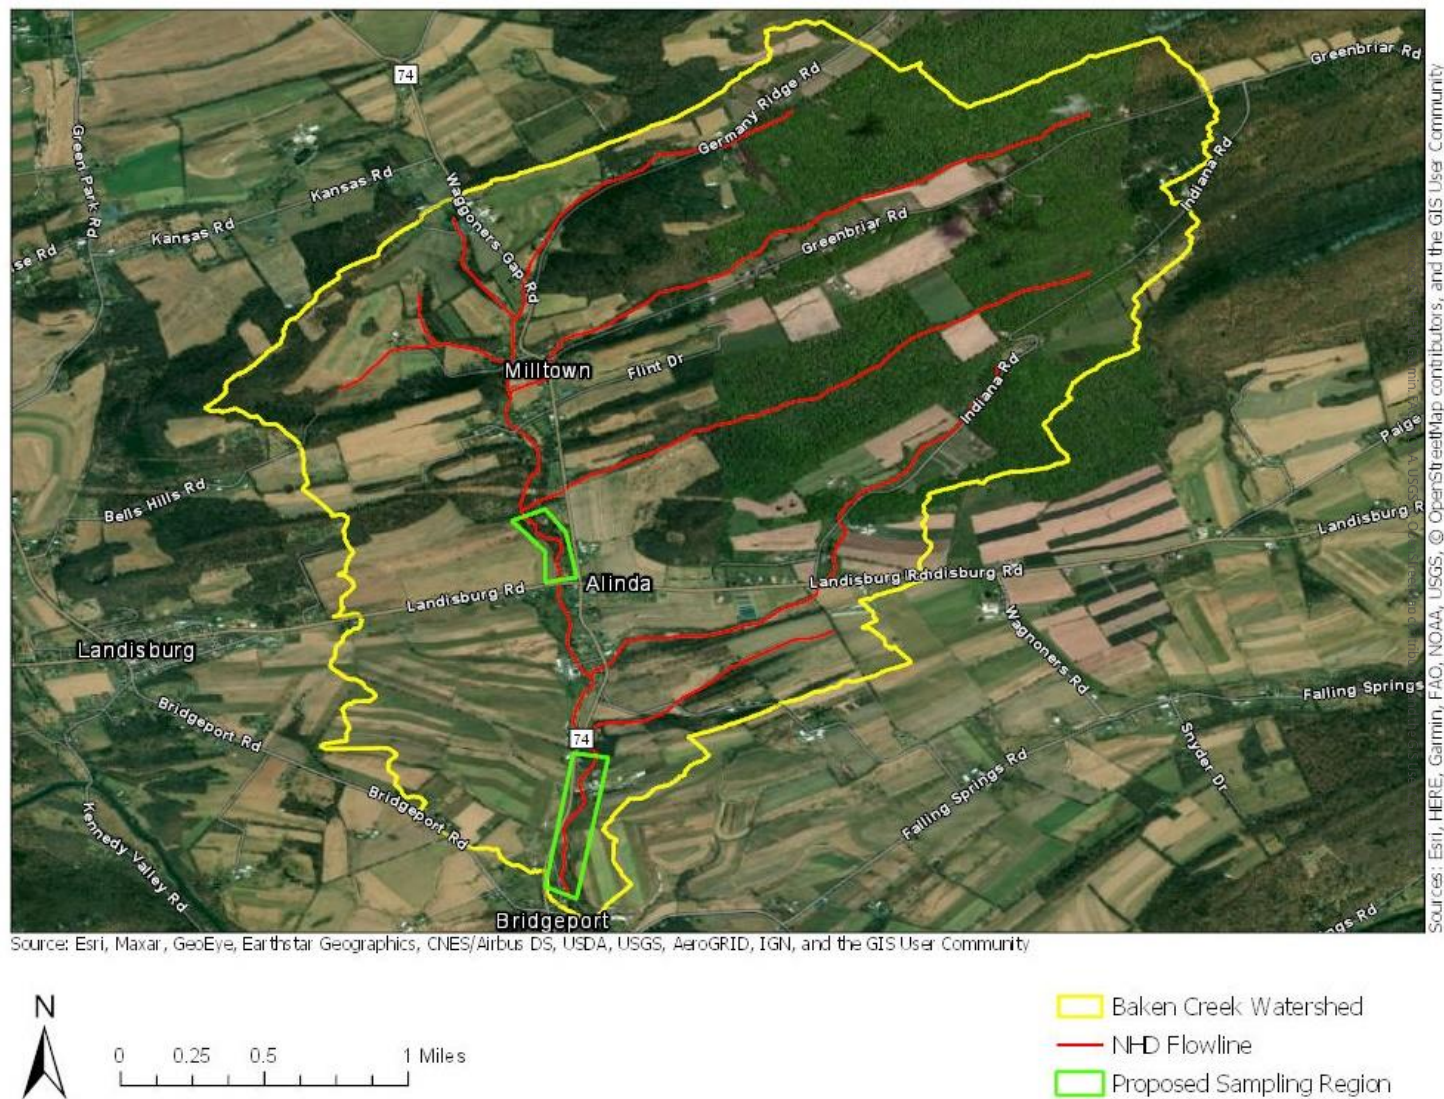 74
Greenbriar Rd
Germany Ridge Rd
Green Park Rd
Kansas Rd
Waggoners Gap Rd
Indiana Rd
Kansas Rd
Greenbriar Rd
se Rd
Milltown
Flint Dr
Indiana Rd
Paige
Bells Hills Rd
Landisburg R
Landisburg Rd
Alinda
Landisburg Rd
Landisburg Rd
Landisburg
Wagnoners Rd
Falling Springs
Bridgeport Rd
74
Snyder Dr
Falling Springs Rd
Kennedy Valley Rd
Bridgeport Rd
Bridgeport
ngs Rd
Sources: Esri, HERE, Garmin, FAO, NOAA, USGS, © OpenStreetMap contributors, and the GIS User Community
Source: Esri, Maxar, GeoEye, Earthstar Geographics, CNES/Airbus DS, USDA, USGS, AeroGRID, IGN, and the GIS User Community
N
0 0.25 0.5 1 Miles
Baken Creek Watershed
NHD Flowline
Proposed Sampling Region